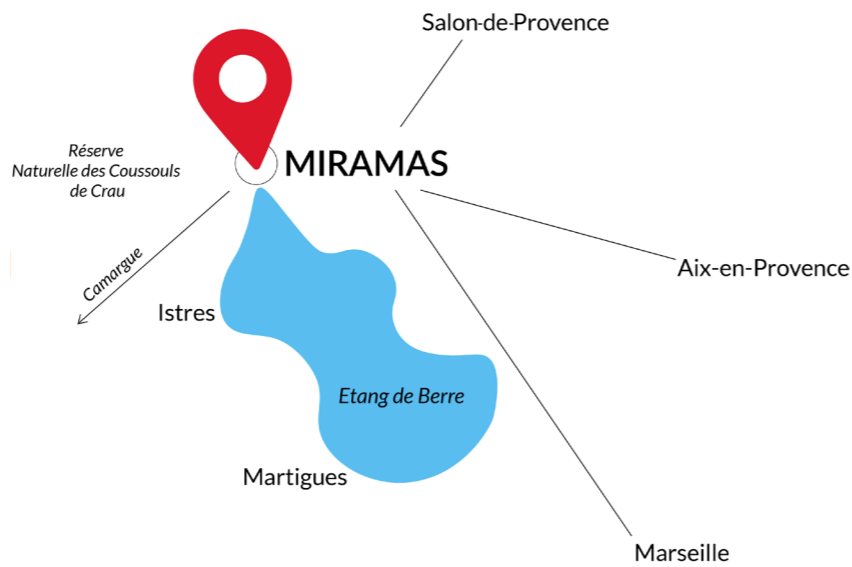 Salon-de-Provence
Réserve
Naturelle des Coussouls
de Crau
MIRAMAS
Camargue
Aix-en-Provence
Istres
Etang de Berre
Martigues
Marseille